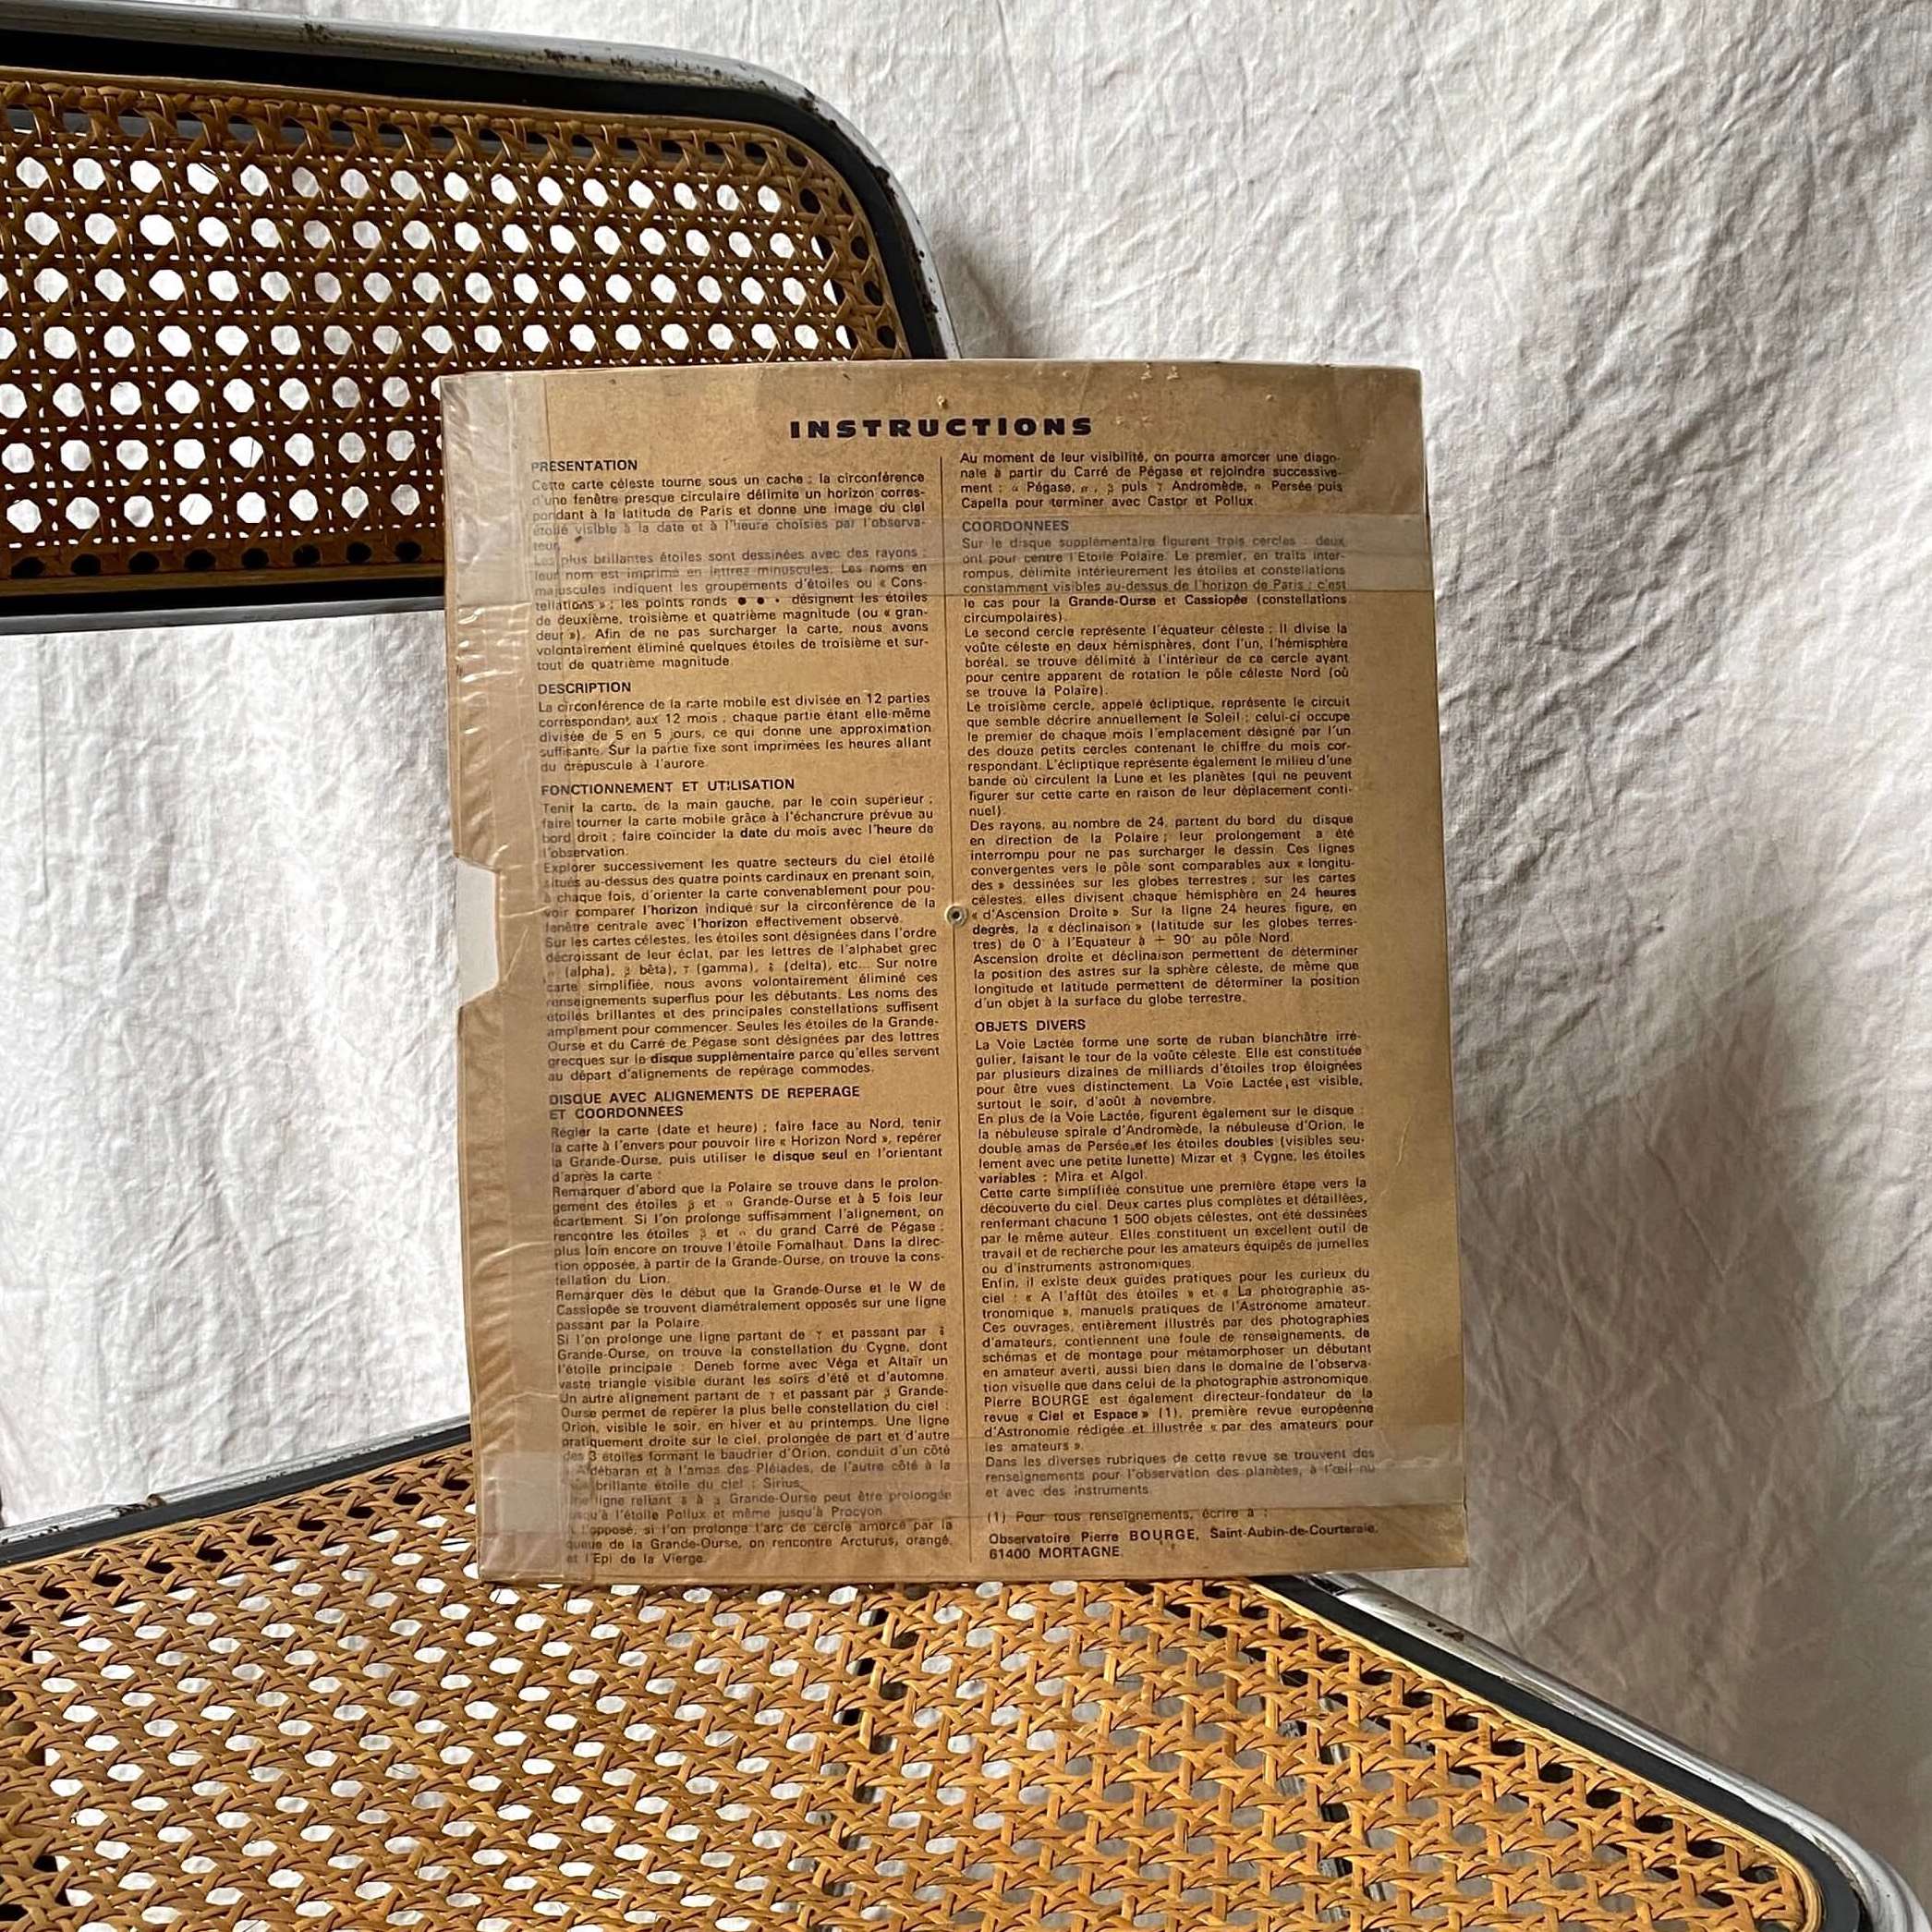 INSTRUCTIONS
PRESENTATION
Cette carte céleste tourne sous un cache ; la circonférence
d'une fenêtre presque circulaire délimite un horizon corres-
pondant à la latitude de Paris et donne une image du ciel
étoilé visible à la date et à l'heure choisies par l'observa-
teur.
Les plus brillantes étoiles sont dessinées avec des rayons ;
leur nom est imprimé en lettres minuscules. Les noms en
majuscules indiquent les groupements d'étoiles ou « Cons-
tellations » ; les points ronds ● ● • désignent les étoiles
de deuxième, troisième et quatrième magnitude (ou « gran-
deur »). Afin de ne pas surcharger la carte, nous avons
volontairement éliminé quelques étoiles de troisième et sur-
tout de quatrième magnitude.
DESCRIPTION
La circonférence de la carte mobile est divisée en 12 parties
correspondant aux 12 mois ; chaque partie étant elle-même
divisée de 5 en 5 jours, ce qui donne une approximation
suffisante. Sur la partie fixe sont imprimées les heures allant
du crépuscule à l'aurore.
FONCTIONNEMENT ET UTILISATION
Tenir la carte, de la main gauche, par le coin supérieur ;
faire tourner la carte mobile grâce à l'échancrure prévue au
bord droit ; faire coïncider la date du mois avec l'heure de
l'observation.
Explorer successivement les quatre secteurs du ciel étoilé
situés au-dessus des quatre points cardinaux en prenant soin,
à chaque fois, d'orienter la carte convenablement pour pou-
voir comparer l'horizon indiqué sur la circonférence de la
fenêtre centrale avec l'horizon effectivement observé.
Sur les cartes célestes, les étoiles sont désignées dans l'ordre
décroissant de leur éclat, par les lettres de l'alphabet grec
(alpha), β bêta), γ (gamma), δ (delta), etc... Sur notre
carte simplifiée, nous avons volontairement éliminé ces
renseignements superflus pour les débutants. Les noms des
étoiles brillantes et des principales constellations suffisent
amplement pour commencer. Seules les étoiles de la Grande-
Ourse et du Carré de Pégase sont désignées par des lettres
grecques sur le disque supplémentaire parce qu'elles servent
au départ d'alignements de repérage commodes.
DISQUE AVEC ALIGNEMENTS DE REPERAGE
ET COORDONNEES
Régler la carte (date et heure) ; faire face au Nord, tenir
la carte à l'envers pour pouvoir lire « Horizon Nord », repérer
la Grande-Ourse, puis utiliser le disque seul en l'orientant
d'après la carte :
Remarquer d'abord que la Polaire se trouve dans le prolon-
gement des étoiles β et α Grande-Ourse et à 5 fois leur
écartement. Si l'on prolonge suffisamment l'alignement, on
rencontre les étoiles β et α du grand Carré de Pégase ;
plus loin encore on trouve l'étoile Fomalhaut. Dans la direc-
tion opposée, à partir de la Grande-Ourse, on trouve la cons-
tellation du Lion.
Remarquer dès le début que la Grande-Ourse et le W de
Cassiopée se trouvent diamétralement opposés sur une ligne
passant par la Polaire.
Si l'on prolonge une ligne partant de γ et passant par δ
Grande-Ourse, on trouve la constellation du Cygne, dont
l'étoile principale : Deneb forme avec Véga et Altaïr un
vaste triangle visible durant les soirs d'été et d'automne.
Un autre alignement partant de γ et passant par β Grande-
Ourse permet de repérer la plus belle constellation du ciel :
Orion, visible le soir, en hiver et au printemps. Une ligne
pratiquement droite sur le ciel, prolongée de part et d'autre
des 3 étoiles formant le baudrier d'Orion, conduit d'un côté
à Aldébaran et à l'amas des Pléiades, de l'autre côté à la
brillante étoile du ciel : Sirius.
ligne reliant δ à β Grande-Ourse peut être prolongée
jusqu'à l'étoile Pollux et même jusqu'à Procyon.
A l'opposé, si l'on prolonge l'arc de cercle amorcé par la
queue de la Grande-Ourse, on rencontre Arcturus, orangé,
et l'Epi de la Vierge.
Au moment de leur visibilité, on pourra amorcer une diago-
nale à partir du Carré de Pégase et rejoindre successive-
ment : α Pégase, α, β puis γ Andromède, α Persée puis
Capella pour terminer avec Castor et Pollux.
COORDONNEES
Sur le disque supplémentaire figurent trois cercles : deux
ont pour centre l'Etoile Polaire. Le premier, en traits inter-
rompus, délimite intérieurement les étoiles et constellations
constamment visibles au-dessus de l'horizon de Paris ; c'est
le cas pour la Grande-Ourse et Cassiopée (constellations
circumpolaires).
Le second cercle représente l'équateur céleste ; il divise la
voûte céleste en deux hémisphères, dont l'un, l'hémisphère
boréal, se trouve délimité à l'intérieur de ce cercle ayant
pour centre apparent de rotation le pôle céleste Nord (où
se trouve la Polaire).
Le troisième cercle, appelé écliptique, représente le circuit
que semble décrire annuellement le Soleil ; celui-ci occupe
le premier de chaque mois l'emplacement désigné par l'un
des douze petits cercles contenant le chiffre du mois cor-
respondant. L'écliptique représente également le milieu d'une
bande où circulent la Lune et les planètes (qui ne peuvent
figurer sur cette carte en raison de leur déplacement conti-
nuel).
Des rayons, au nombre de 24, partent du bord du disque
en direction de la Polaire ; leur prolongement a été
interrompu pour ne pas surcharger le dessin. Ces lignes
convergentes vers le pôle sont comparables aux « longitu-
des » dessinées sur les globes terrestres ; sur les cartes
célestes, elles divisent chaque hémisphère en 24 heures
« d'Ascension Droite ». Sur la ligne 24 heures figure, en
degrés, la « déclinaison » (latitude sur les globes terres-
tres) de 0° à l'Equateur à + 90° au pôle Nord.
Ascension droite et déclinaison permettent de déterminer
la position des astres sur la sphère céleste, de même que
longitude et latitude permettent de déterminer la position
d'un objet à la surface du globe terrestre.
OBJETS DIVERS
La Voie Lactée forme une sorte de ruban blanchâtre irré-
gulier, faisant le tour de la voûte céleste. Elle est constituée
par plusieurs dizaines de milliards d'étoiles trop éloignées
pour être vues distinctement. La Voie Lactée est visible,
surtout le soir, d'août à novembre.
En plus de la Voie Lactée, figurent également sur le disque :
la nébuleuse spirale d'Andromède, la nébuleuse d'Orion, le
double amas de Persée et les étoiles doubles (visibles seu-
lement avec une petite lunette) Mizar et β Cygne, les étoiles
variables : Mira et Algol.
Cette carte simplifiée constitue une première étape vers la
découverte du ciel. Deux cartes plus complètes et détaillées,
renfermant chacune 1 500 objets célestes, ont été dessinées
par le même auteur. Elles constituent un excellent outil de
travail et de recherche pour les amateurs équipés de jumelles
ou d'instruments astronomiques.
Enfin, il existe deux guides pratiques pour les curieux du
ciel : « A l'affût des étoiles » et « La photographie as-
tronomique », manuels pratiques de l'Astronome amateur.
Ces ouvrages, entièrement illustrés par des photographies
d'amateurs, contiennent une foule de renseignements, de
schémas et de montage pour métamorphoser un débutant
en amateur averti, aussi bien dans le domaine de l'observa-
tion visuelle que dans celui de la photographie astronomique.
Pierre BOURGE est également directeur-fondateur de la
revue « Ciel et Espace » (1), première revue européenne
d'Astronomie rédigée et illustrée « par des amateurs pour
les amateurs ».
Dans les diverses rubriques de cette revue se trouvent des
renseignements pour l'observation des planètes, à l'œil nu
et avec des instruments.
(1) Pour tous renseignements, écrire à :
Observatoire Pierre BOURGE, Saint-Aubin-de-Courteraie,
61400 MORTAGNE.